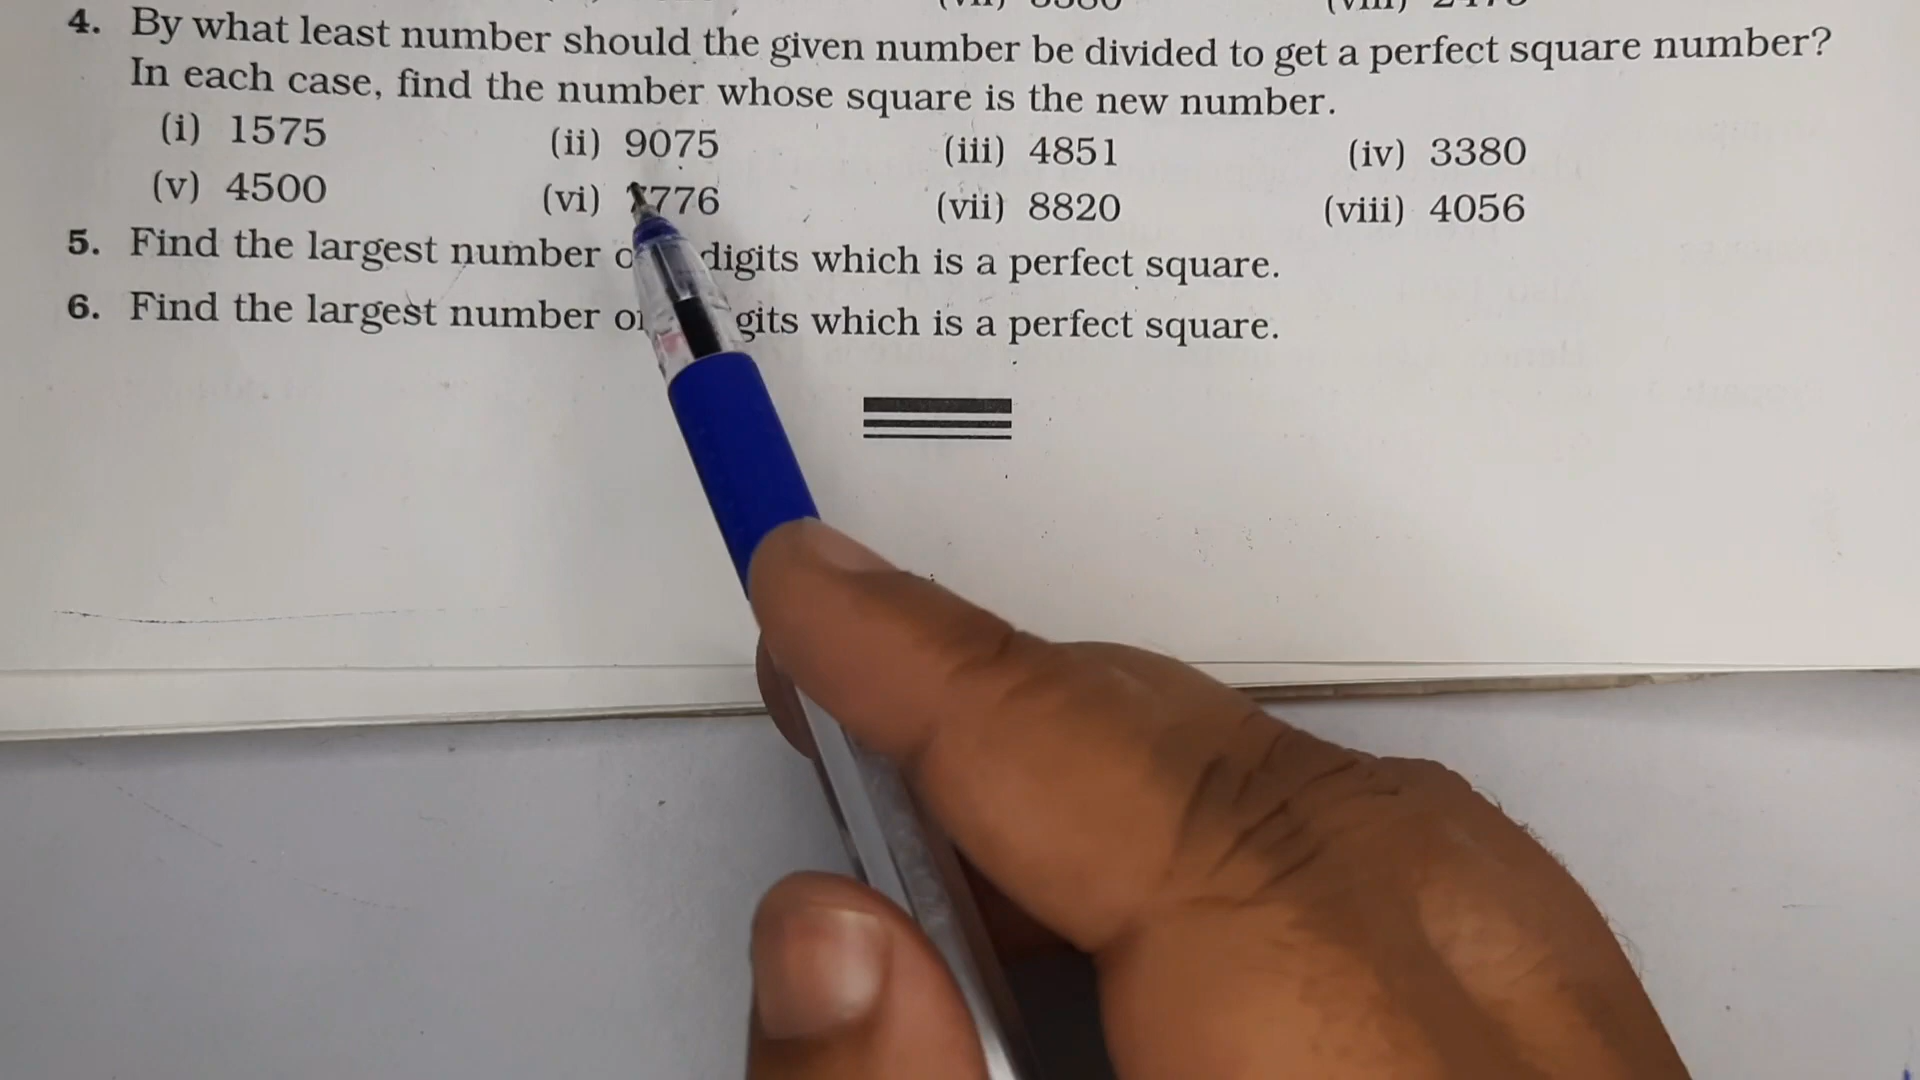 4. By what least number should the given number be divided to get a perfect square number?
In each case, find the number whose square is the new number.
(i) 1575 (ii) 9075 (iii) 4851 (iv) 3380
(v) 4500 (vi) 7776 (vii) 8820 (viii) 4056
5. Find the largest number digits which is a perfect square.
6. Find the largest number which is a perfect square.